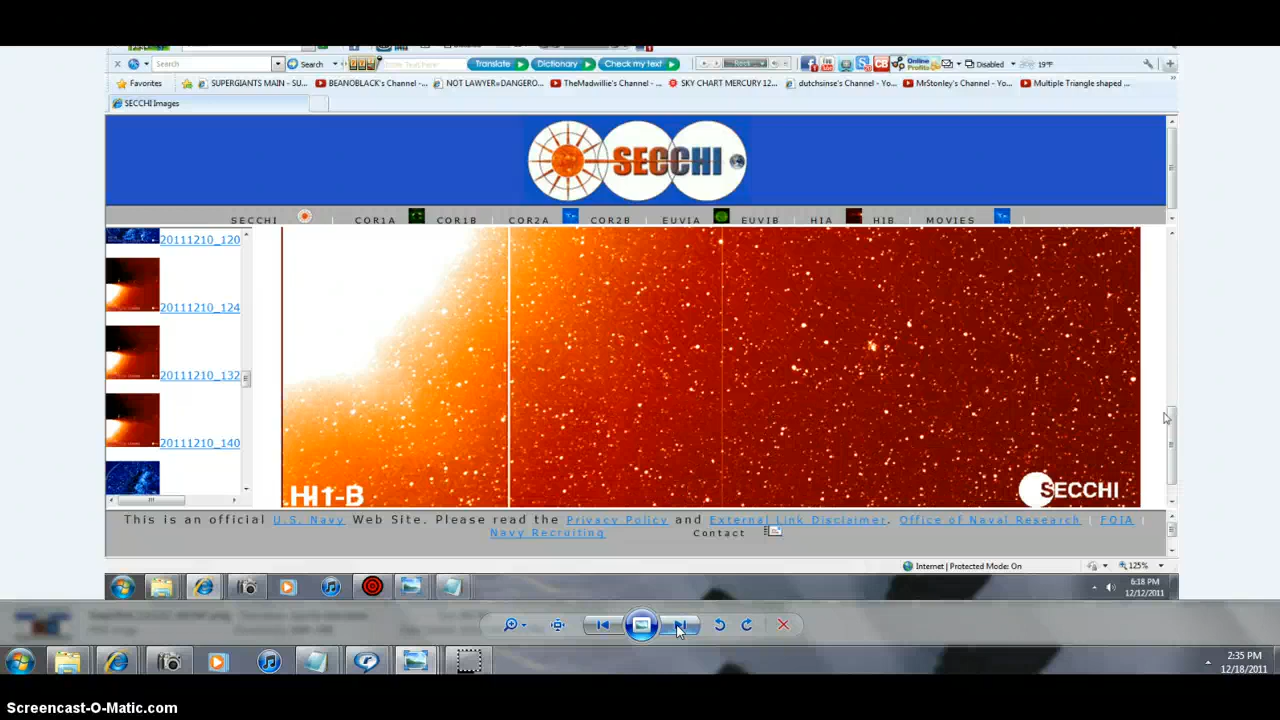 Search
Search
Translate
Dictionary
Check my text
Online Profits
Disabled
19°F
Favorites
SUPERGIANTS MAIN - SU...
BEANOBLACK's Channel -...
NOT LAWYER=DANGERO...
TheMadwillie's Channel - ...
SKY CHART MERCURY 12...
dutchsinse's Channel - Yo...
MrStonley's Channel - Yo...
Multiple Triangle shaped ...
SECCHI Images
SECCHI
SECCHI
COR1A
COR1B
COR2A
COR2B
EUVIA
EUVIB
HIA
HIB
MOVIES
20111210_120
20111210_124
20111210_132
20111210_140
HI1-B
SECCHI
This is an official U.S. Navy Web Site. Please read the Privacy Policy and External Link Disclaimer. Office of Naval Research | FOIA |
Navy Recruiting
Contact
Internet | Protected Mode: On
125%
6:18 PM
12/12/2011
2:35 PM
12/18/2011
Screencast-O-Matic.com